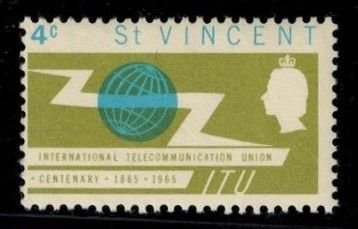 4c St Vincent
INTERNATIONAL TELECOMMUNICATION UNION
· CENTENARY · 1865 - 1965 ITU